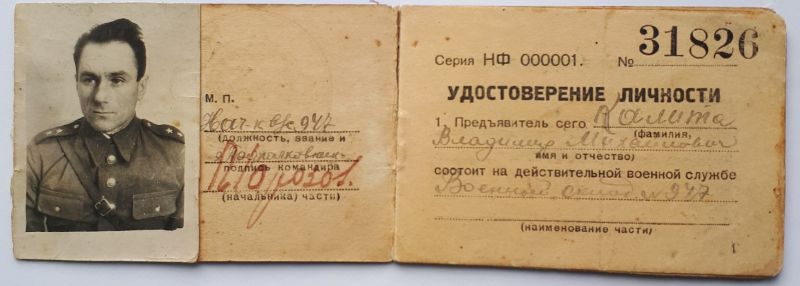 М. П.
Нач-к в/с 947
(должность, звание и
подпись командира
Морозов
(начальника) части)
Серия НФ 000001. № 31826
УДОСТОВЕРЕНИЕ ЛИЧНОСТИ
1. Предъявитель сего Калита
(фамилия,
Владимир Михайлович
имя и отчество)
состоит на действительной военной службе
Военный склад № 947
(наименование части)
1